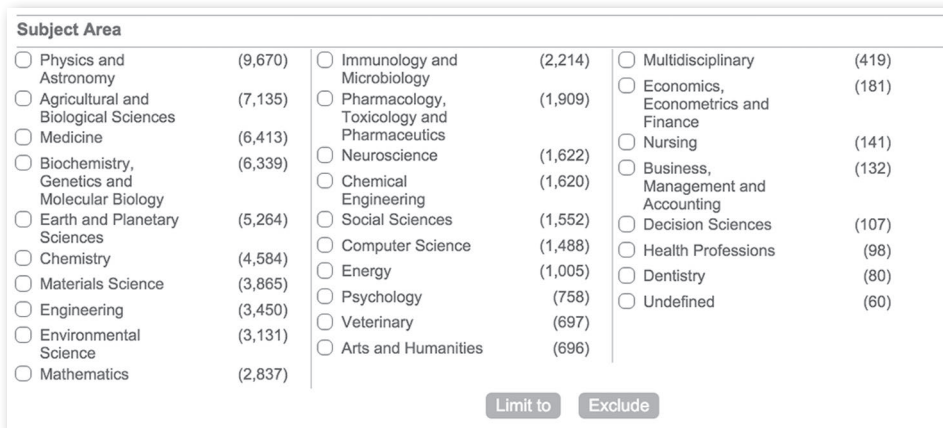 Subject Area
Physics and (9,670)
Astronomy
Agricultural and (7,135)
Biological Sciences
Medicine (6,413)
Biochemistry, (6,339)
Genetics and
Molecular Biology
Earth and Planetary (5,264)
Sciences
Chemistry (4,584)
Materials Science (3,865)
Engineering (3,450)
Environmental (3,131)
Science
Mathematics (2,837)
Immunology and (2,214)
Microbiology
Pharmacology, (1,909)
Toxicology and
Pharmaceutics
Neuroscience (1,622)
Chemical (1,620)
Engineering
Social Sciences (1,552)
Computer Science (1,488)
Energy (1,005)
Psychology (758)
Veterinary (697)
Arts and Humanities (696)
Multidisciplinary (419)
Economics, (181)
Econometrics and
Finance
Nursing (141)
Business, (132)
Management and
Accounting
Decision Sciences (107)
Health Professions (98)
Dentistry (80)
Undefined (60)
Limit to Exclude